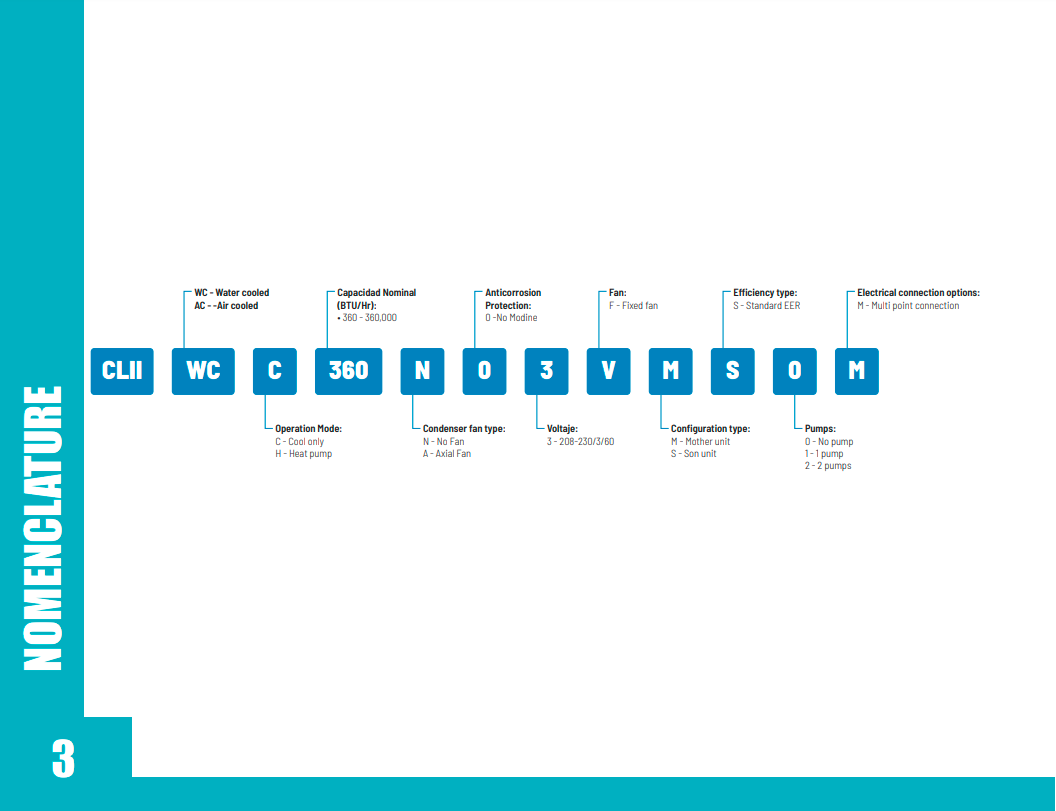 NOMENCLATURE
WC - Water cooled
AC - -Air cooled
Capacidad Nominal
(BTU/Hr):
• 360 - 360,000
Anticorrosion
Protection:
0 -No Modine
Fan:
F - Fixed fan
Efficiency type:
S - Standard EER
Electrical connection options:
M - Multi point connection
CLII WC C 360 N 0 3 V M S 0 M
Operation Mode:
C - Cool only
H - Heat pump
Condenser fan type:
N - No Fan
A - Axial Fan
Voltaje:
3 - 208-230/3/60
Configuration type:
M - Mother unit
S - Son unit
Pumps:
0 - No pump
1 - 1 pump
2 - 2 pumps
3